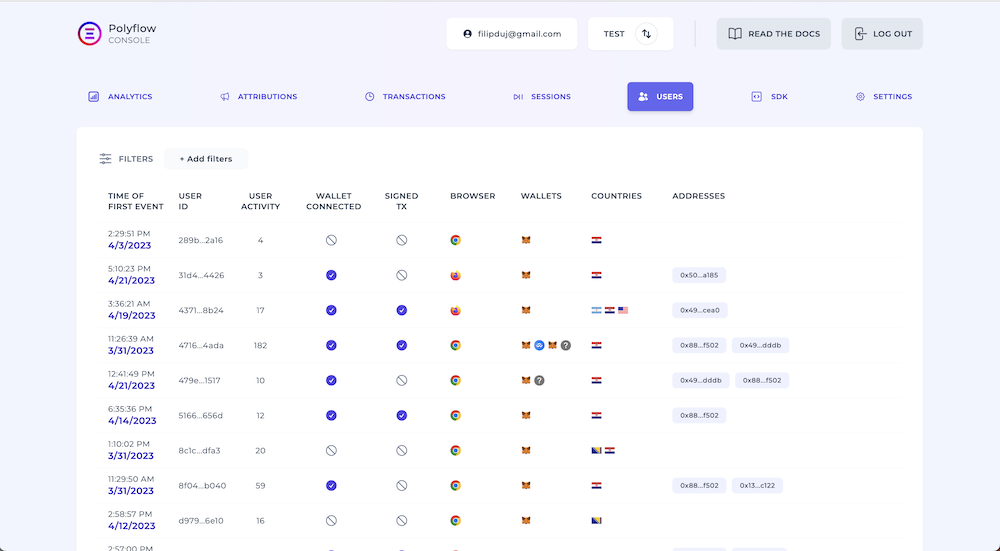 Polyflow
CONSOLE
filipduj@gmail.com
TEST
READ THE DOCS
LOG OUT
ANALYTICS
ATTRIBUTIONS
TRANSACTIONS
SESSIONS
USERS
SDK
SETTINGS
FILTERS
+ Add filters
TIME OF FIRST EVENT
USER ID
USER ACTIVITY
WALLET CONNECTED
SIGNED TX
BROWSER
WALLETS
COUNTRIES
ADDRESSES
2:29:51 PM
4/3/2023
289b...2a16
4
5:10:23 PM
4/21/2023
31d4...4426
3
0x50...a185
3:36:21 AM
4/19/2023
4371...8b24
17
0x49...cea0
11:26:39 AM
3/31/2023
4716...4ada
182
?
0x88...f502
0x49...dddb
12:41:49 PM
4/21/2023
479e...1517
10
?
0x49...dddb
0x88...f502
6:35:36 PM
4/14/2023
5166...656d
12
0x88...f502
1:10:02 PM
3/31/2023
8c1c...dfa3
20
11:29:50 AM
3/31/2023
8f04...b040
59
0x88...f502
0x13...c122
2:58:57 PM
4/12/2023
d979...6e10
16
2:57:00 PM